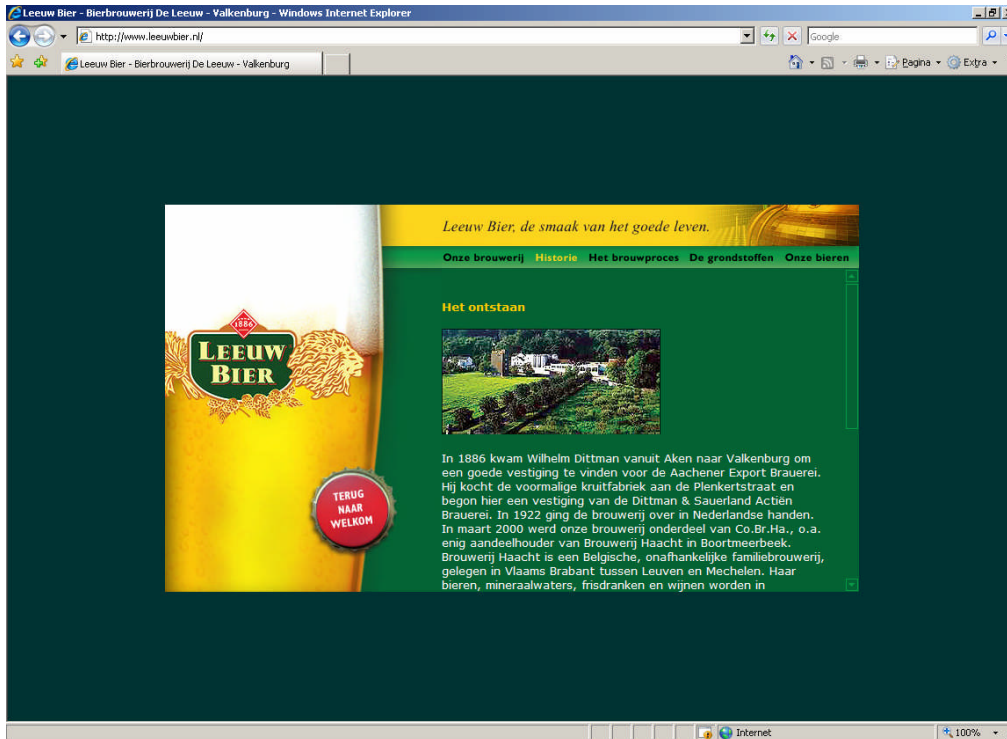 Leeuw Bier - Bierbrouwerij De Leeuw - Valkenburg - Windows Internet Explorer
http://www.leeuwbier.nl/
Google
Leeuw Bier - Bierbrouwerij De Leeuw - Valkenburg
Pagina
Extra
Leeuw Bier, de smaak van het goede leven.
Onze brouwerij Historie Het brouwproces De grondstoffen Onze bieren
1886
LEEUW
BIER
TERUG
NAAR
WELKOM
Het ontstaan
In 1886 kwam Wilhelm Dittman vanuit Aken naar Valkenburg om
een goede vestiging te vinden voor de Aachener Export Brauerei.
Hij kocht de voormalige kruitfabriek aan de Plenkertstraat en
begon hier een vestiging van de Dittman & Sauerland Actiën
Brauerei. In 1922 ging de brouwerij over in Nederlandse handen.
In maart 2000 werd onze brouwerij onderdeel van Co.Br.Ha., o.a.
enig aandeelhouder van Brouwerij Haacht in Boortmeerbeek.
Brouwerij Haacht is een Belgische, onafhankelijke familiebrouwerij,
gelegen in Vlaams Brabant tussen Leuven en Mechelen. Haar
bieren, mineraalwaters, frisdranken en wijnen worden in
Internet
100%